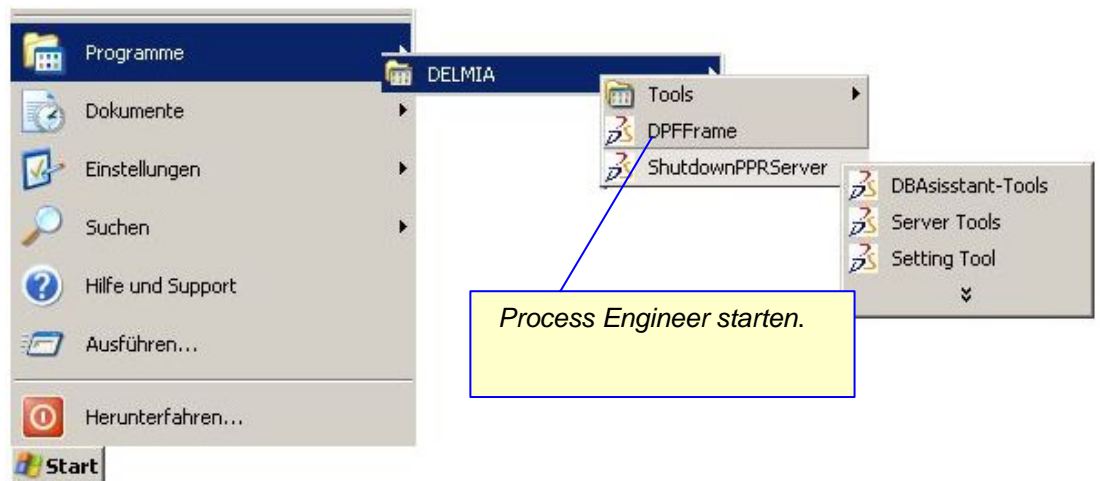 Programme
DELMIA
Tools
Dokumente
DPFFrame
Einstellungen
ShutdownPPRServer
DBAsisstant-Tools
Suchen
Server Tools
Setting Tool
Hilfe und Support
Process Engineer starten.
Ausführen...
Herunterfahren...
Start